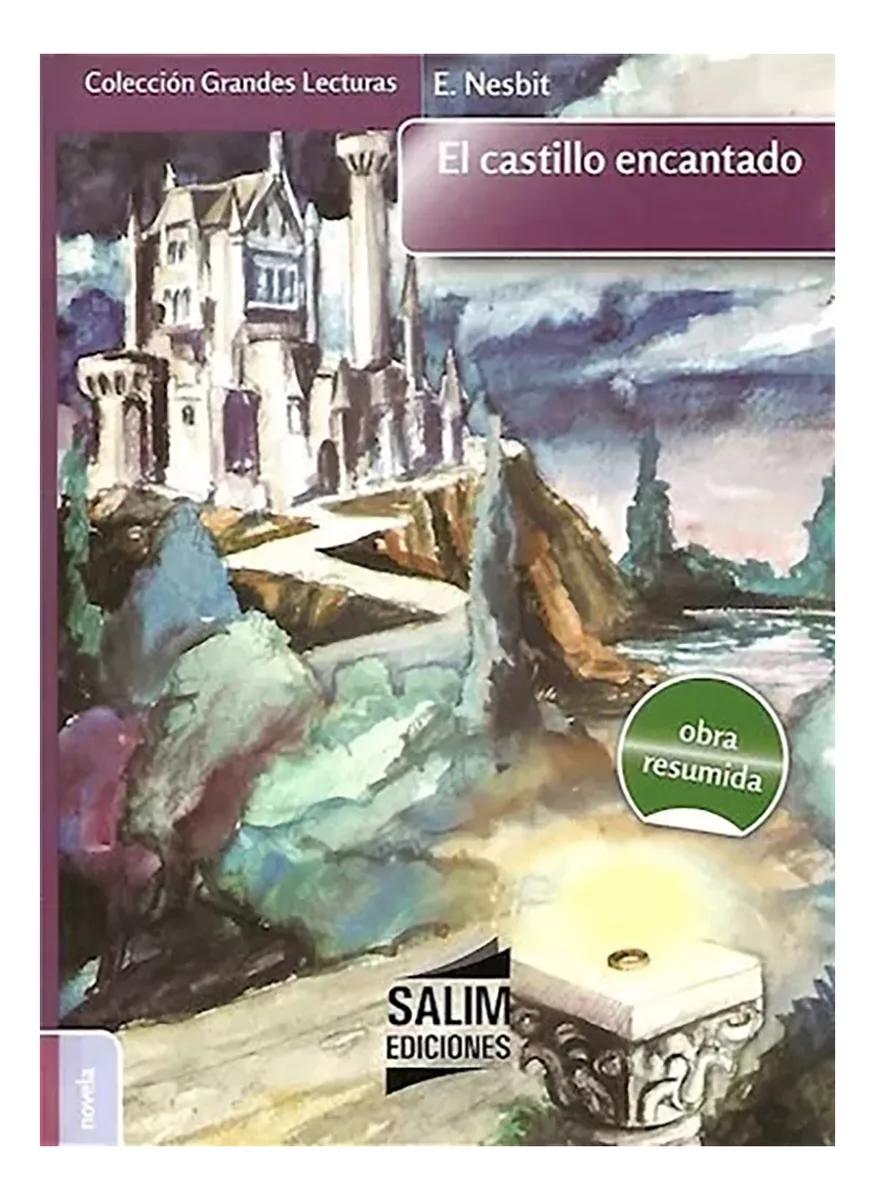 Colección Grandes Lecturas
E. Nesbit
El castillo encantado
obra
resumida
SALIM
EDICIONES
novela